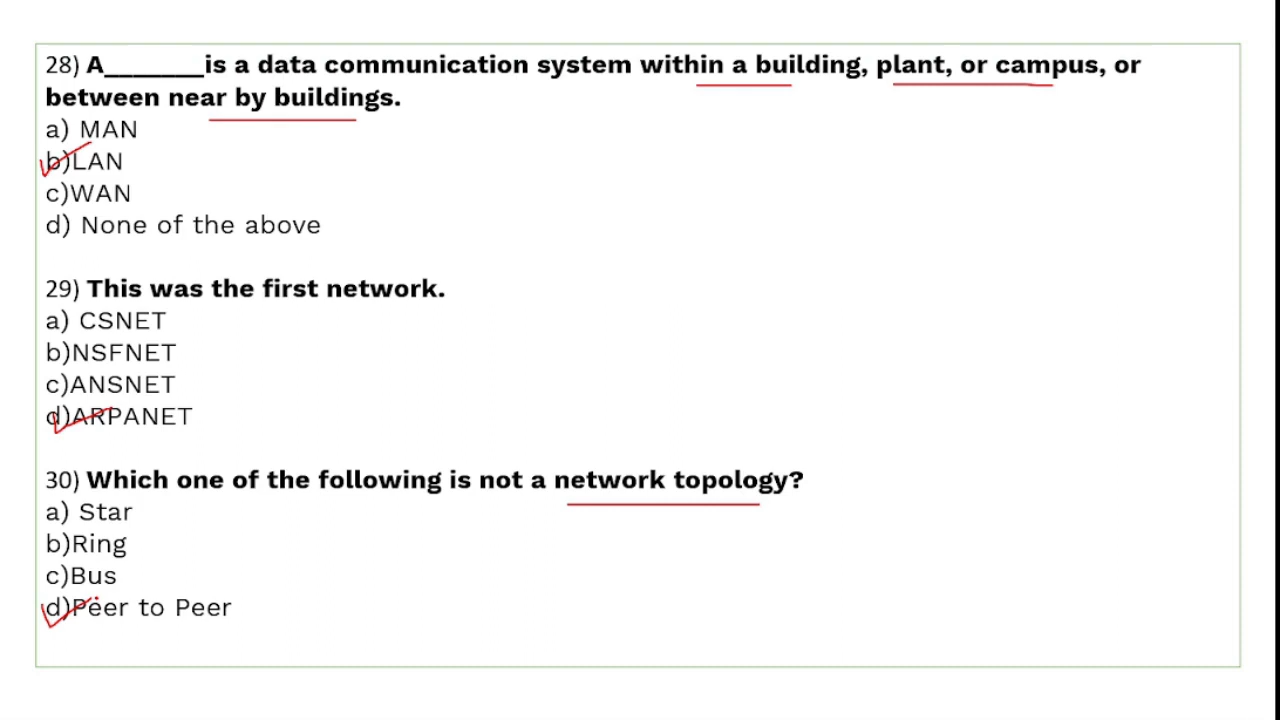 28) A_______is a data communication system within a building, plant, or campus, or
between near by buildings.
a) MAN
b)LAN
c)WAN
d) None of the above
29) This was the first network.
a) CSNET
b)NSFNET
c)ANSNET
d)ARPANET
30) Which one of the following is not a network topology?
a) Star
b)Ring
c)Bus
d)Peer to Peer